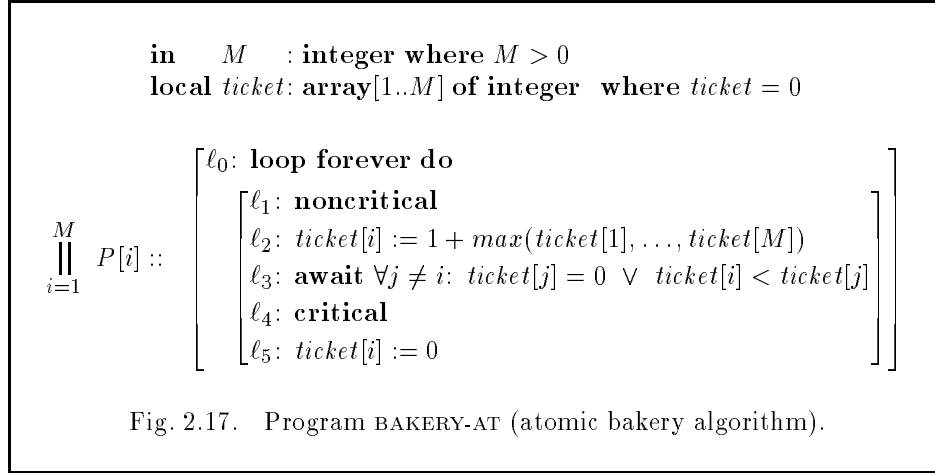 in M : integer where M > 0
local ticket: array[1..M] of integer where ticket = 0
ℓ₀: loop forever do
ℓ₁: noncritical
ℓ₂: ticket[i] := 1 + max(ticket[1], . . . , ticket[M])
M
|| P[i] ::
i=1
ℓ₃: await ∀j ≠ i: ticket[j] = 0 ∨ ticket[i] < ticket[j]
ℓ₄: critical
ℓ₅: ticket[i] := 0
Fig. 2.17. Program BAKERY-AT (atomic bakery algorithm).